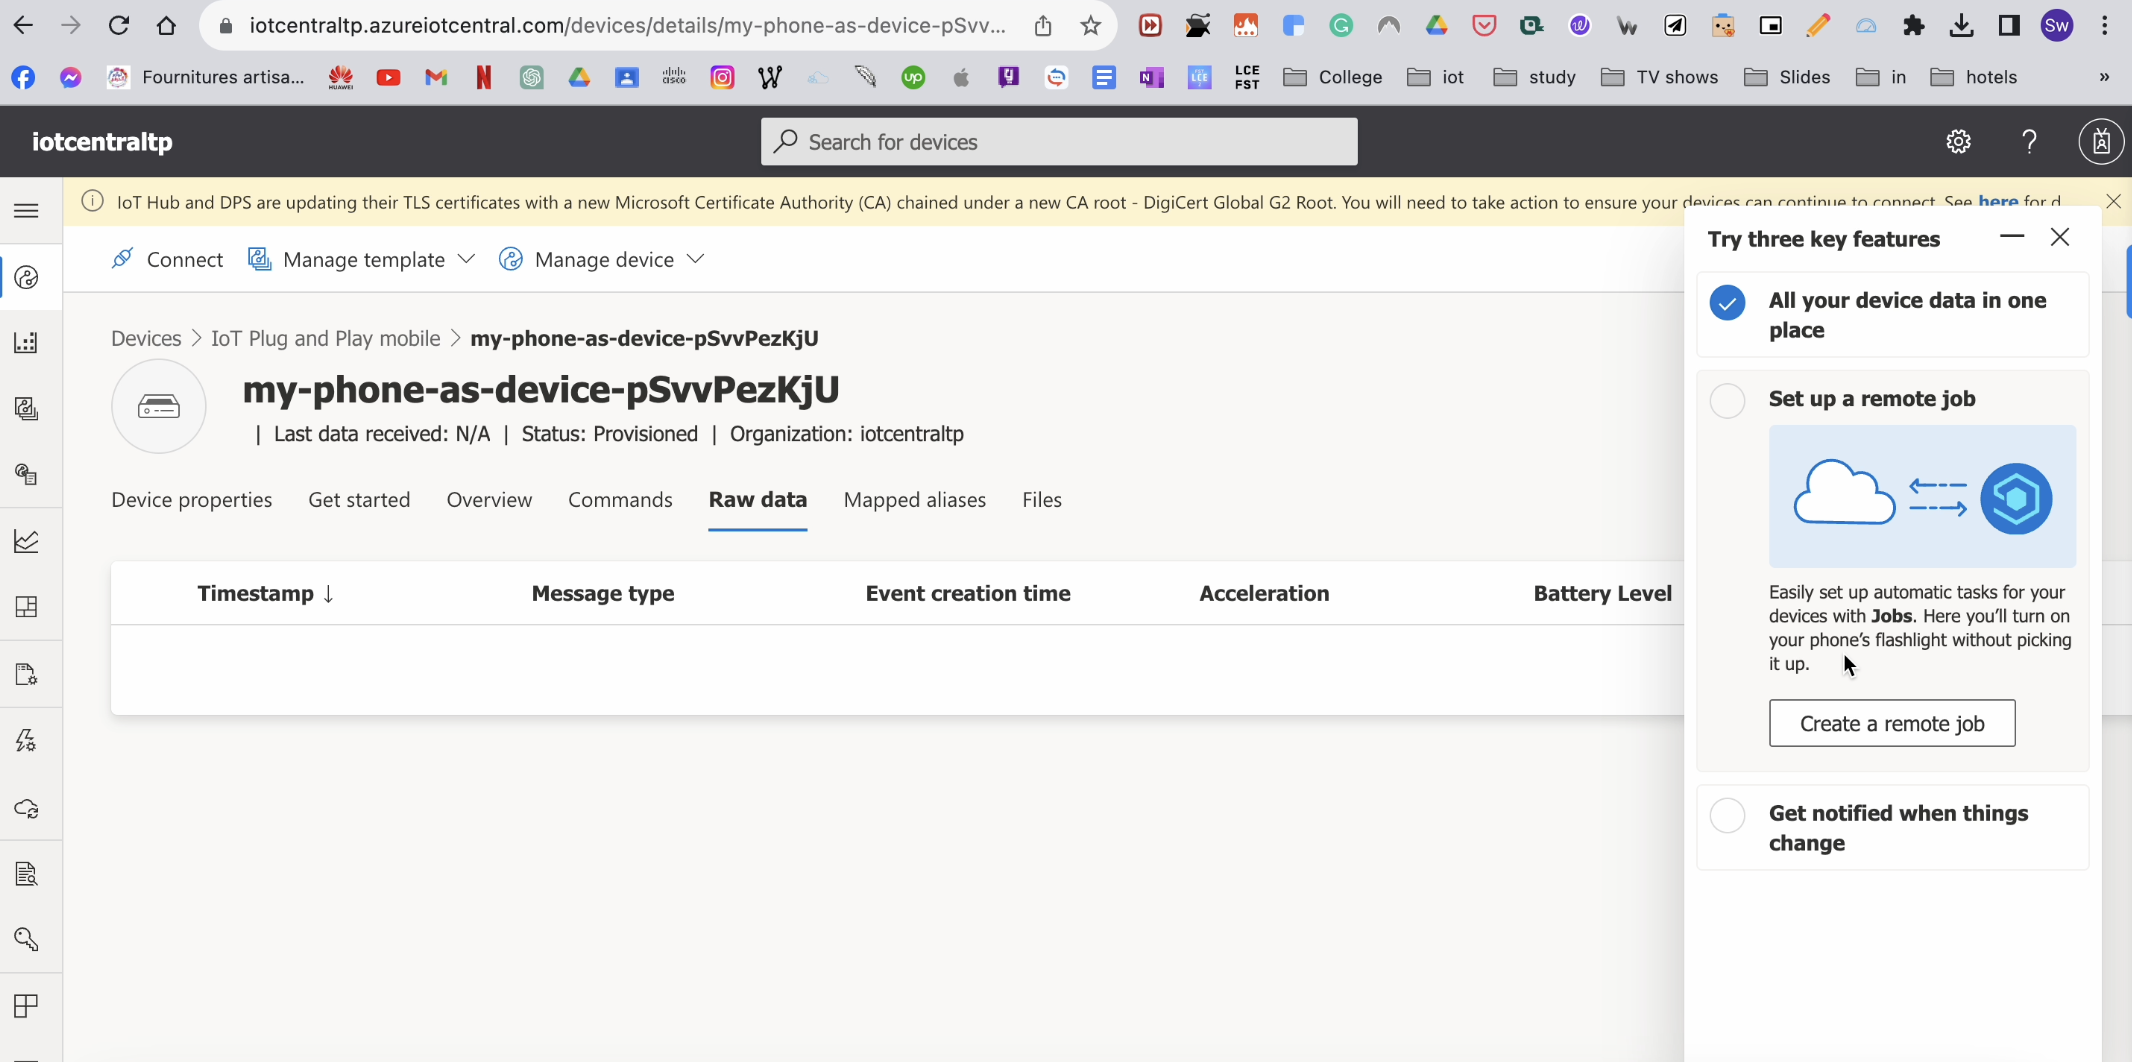 iotcentraltp.azureiotcentral.com/devices/details/my-phone-as-device-pSvv...
Sw
Fournitures artisa...
HUAWEI
N
W
cisco
up
N
LCE
LCE
FST
College
iot
study
TV shows
Slides
in
hotels
»
iotcentraltp
Search for devices
?
IoT Hub and DPS are updating their TLS certificates with a new Microsoft Certificate Authority (CA) chained under a new CA root - DigiCert Global G2 Root. You will need to take action to ensure your devices can continue to connect. See here for d
Connect
Manage template
Manage device
Devices > IoT Plug and Play mobile > my-phone-as-device-pSvvPezKjU
my-phone-as-device-pSvvPezKjU
| Last data received: N/A | Status: Provisioned | Organization: iotcentraltp
Device properties
Get started
Overview
Commands
Raw data
Mapped aliases
Files
Timestamp ↓
Message type
Event creation time
Acceleration
Battery Level
Try three key features
All your device data in one
place
Set up a remote job
Easily set up automatic tasks for your
devices with Jobs. Here you'll turn on
your phone's flashlight without picking
it up.
Create a remote job
Get notified when things
change